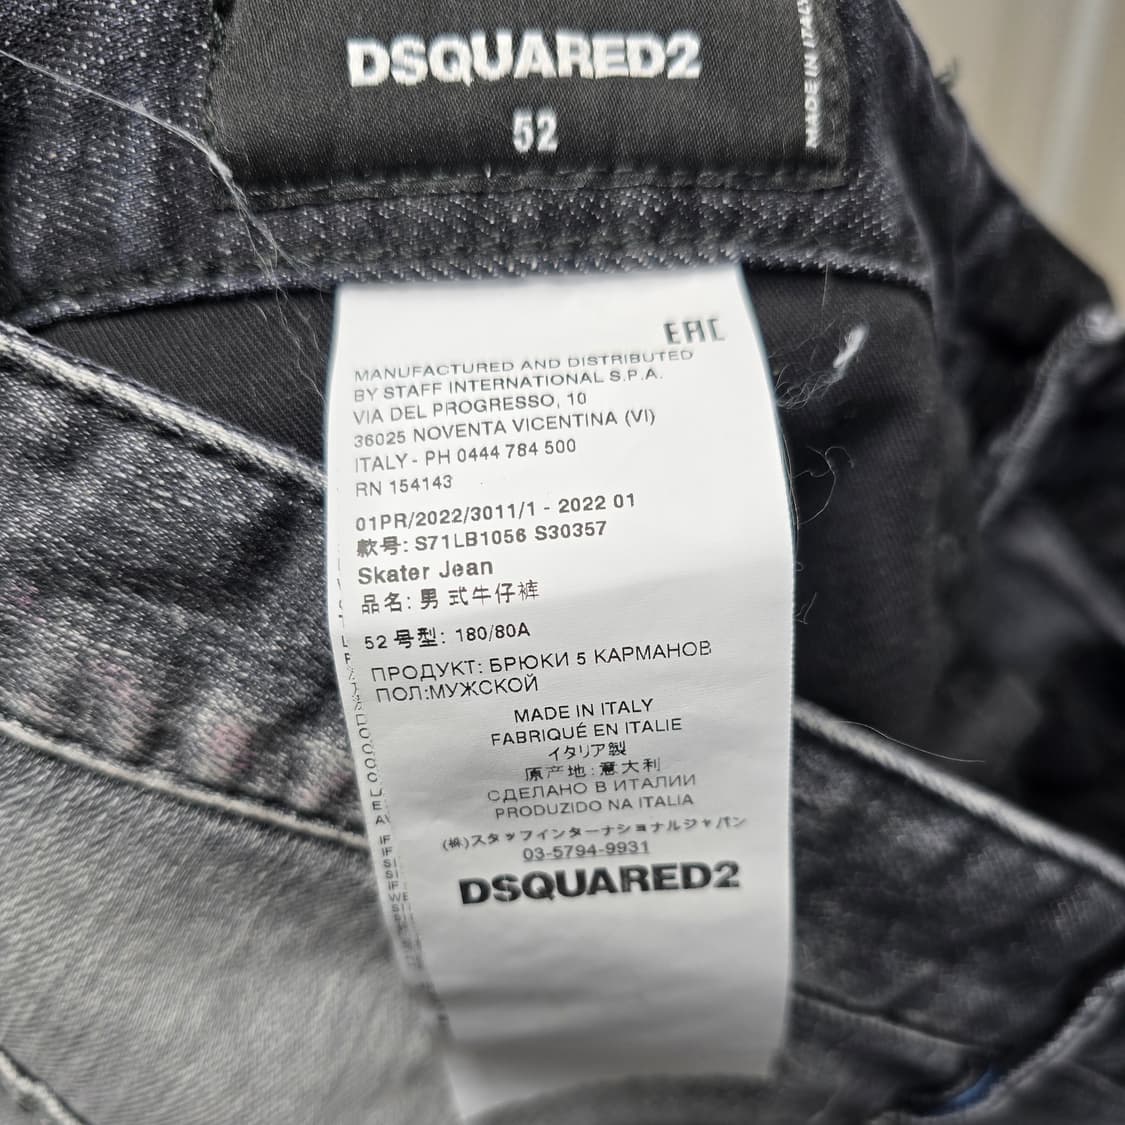 DSQUARED2
52
MADE IN ITALY
EAC
MANUFACTURED AND DISTRIBUTED
BY STAFF INTERNATIONAL S.P.A.
VIA DEL PROGRESSO, 10
36025 NOVENTA VICENTINA (VI)
ITALY - PH 0444 784 500
RN 154143
01PR/2022/3011/1 - 2022 01
款号: S71LB1056 S30357
Skater Jean
品名: 男 式牛仔裤
52 号型: 180/80A
ПРОДУКТ: БРЮКИ 5 КАРМАНОВ
ПОЛ:МУЖСКОЙ
MADE IN ITALY
FABRIQUÉ EN ITALIE
イタリア製
原产地: 意大利
СДЕЛАНО В ИТАЛИИ
PRODUZIDO NA ITALIA
(株)スタッフインターナショナルジャパン
03-5794-9931
DSQUARED2